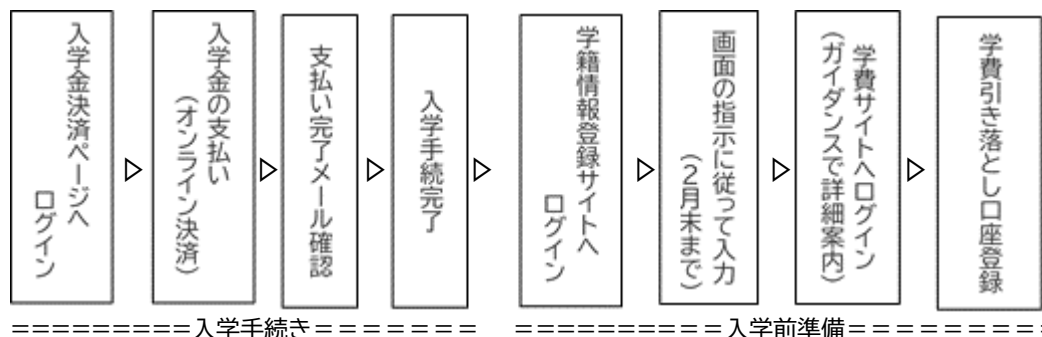 入学金決済ページへ
ログイン
▷
入学金の支払い
（オンライン決済）
▷
支払い完了メール確認
▷
入学手続完了
▷
学籍情報登録サイトへ
ログイン
▷
画面の指示に従って入力
（２月末まで）
▷
学費サイトへログイン
（ガイダンスで詳細案内）
▷
学費引き落とし口座登録
＝＝＝＝＝＝＝＝＝入学手続き＝＝＝＝＝＝＝
＝＝＝＝＝＝＝＝＝＝入学前準備＝＝＝＝＝＝＝＝＝＝